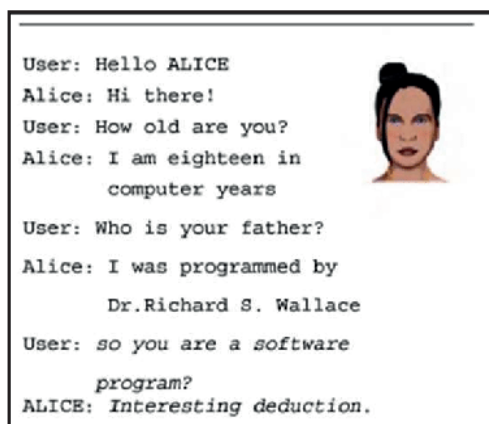 User: Hello ALICE
Alice: Hi there!
User: How old are you?
Alice: I am eighteen in
computer years
User: Who is your father?
Alice: I was programmed by
Dr.Richard S. Wallace
User: so you are a software
program?
ALICE: Interesting deduction.